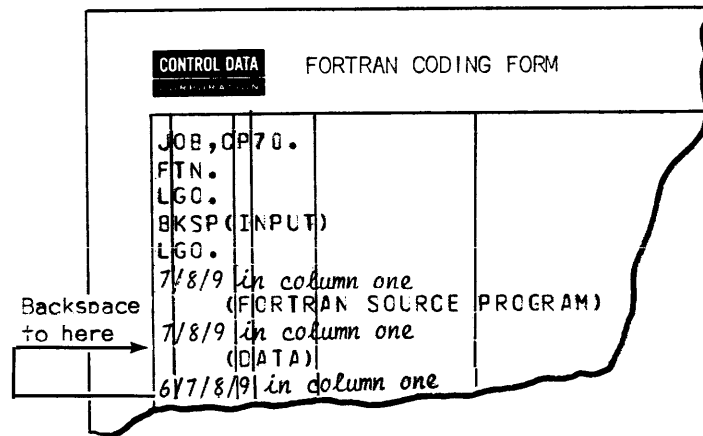 CONTROL DATA
CORPORATION
FORTRAN CODING FORM
JOB,CP70.
FTN.
LGO.
BKSP(INPUT)
LGO.
7/8/9 in column one
(FORTRAN SOURCE PROGRAM)
Backspace
to here
7/8/9 in column one
(DATA)
6/7/8/9 in column one